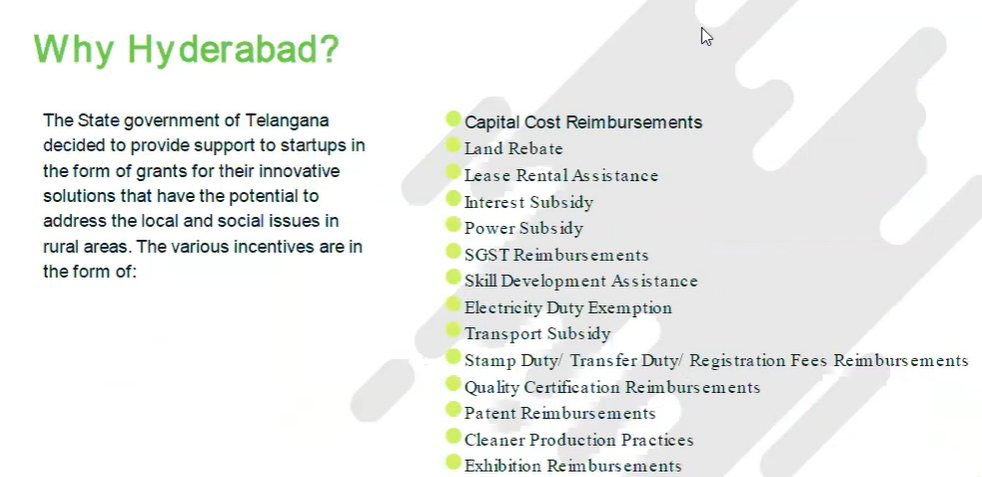 Why Hyderabad?
The State government of Telangana
decided to provide support to startups in
the form of grants for their innovative
solutions that have the potential to
address the local and social issues in
rural areas. The various incentives are in
the form of:
Capital Cost Reimbursements
Land Rebate
Lease Rental Assistance
Interest Subsidy
Power Subsidy
SGST Reimbursements
Skill Development Assistance
Electricity Duty Exemption
Transport Subsidy
Stamp Duty/ Transfer Duty/ Registration Fees Reimbursements
Quality Certification Reimbursements
Patent Reimbursements
Cleaner Production Practices
Exhibition Reimbursements